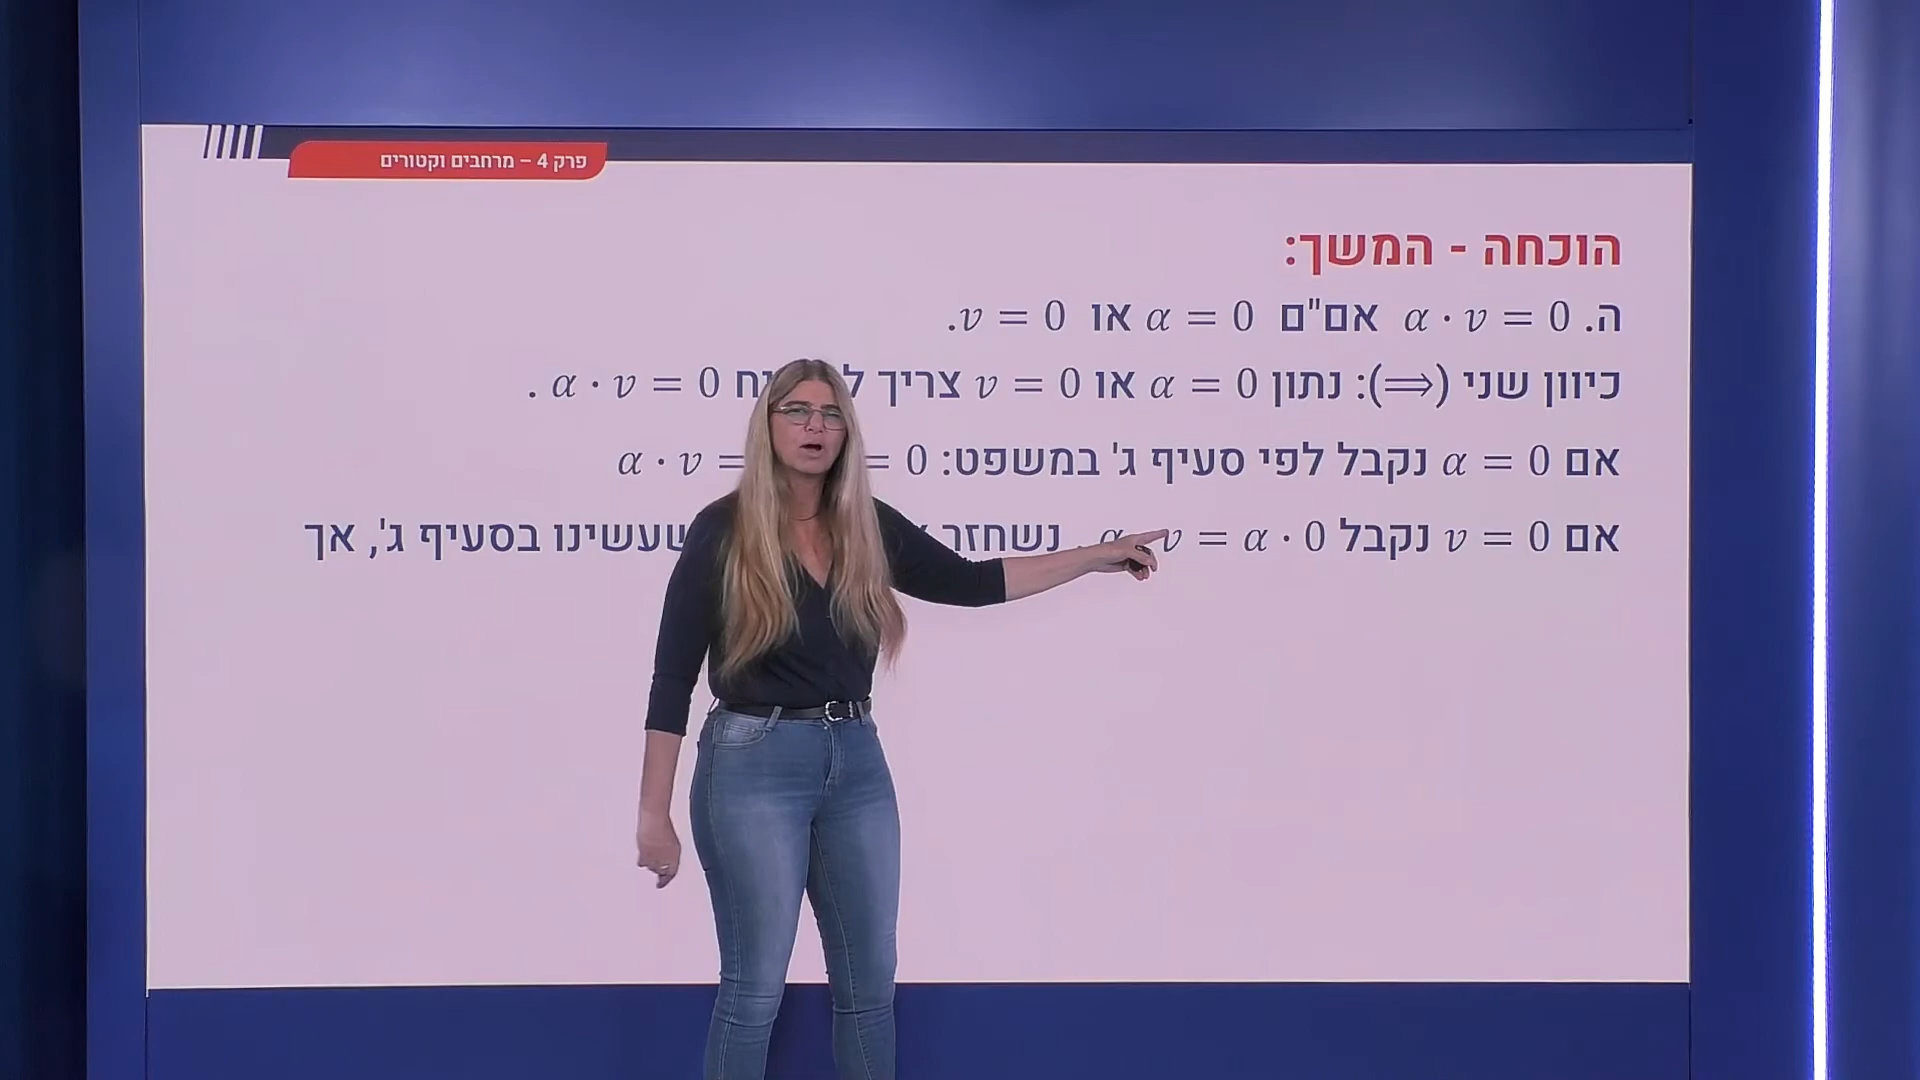 פרק 4 – מרחבים וקטורים
הוכחה - המשך:
ה. α · v = 0 אם"ם α = 0 או v = 0.
כיוון שני (⟹): נתון α = 0 או v = 0 צריך α · v = 0 .
אם α = 0 נקבל לפי סעיף ג' במשפט: α · v = = 0
אם v = 0 נקבל α · v = α · 0 . נשחזר שעשינו בסעיף ג', אך